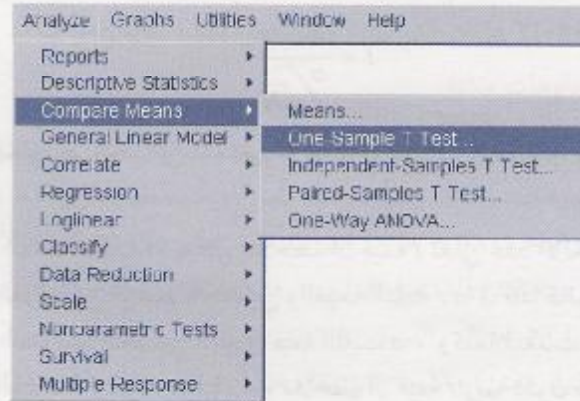 Analyze Graphs Utilities Window Help
Reports
Descriptive Statistics
Compare Means
General Linear Model
Correlate
Regression
Loglinear
Classify
Data Reduction
Scale
Nonparametric Tests
Survival
Multiple Response
Means...
One-Sample T Test...
Independent-Samples T Test...
Paired-Samples T Test...
One-Way ANOVA...